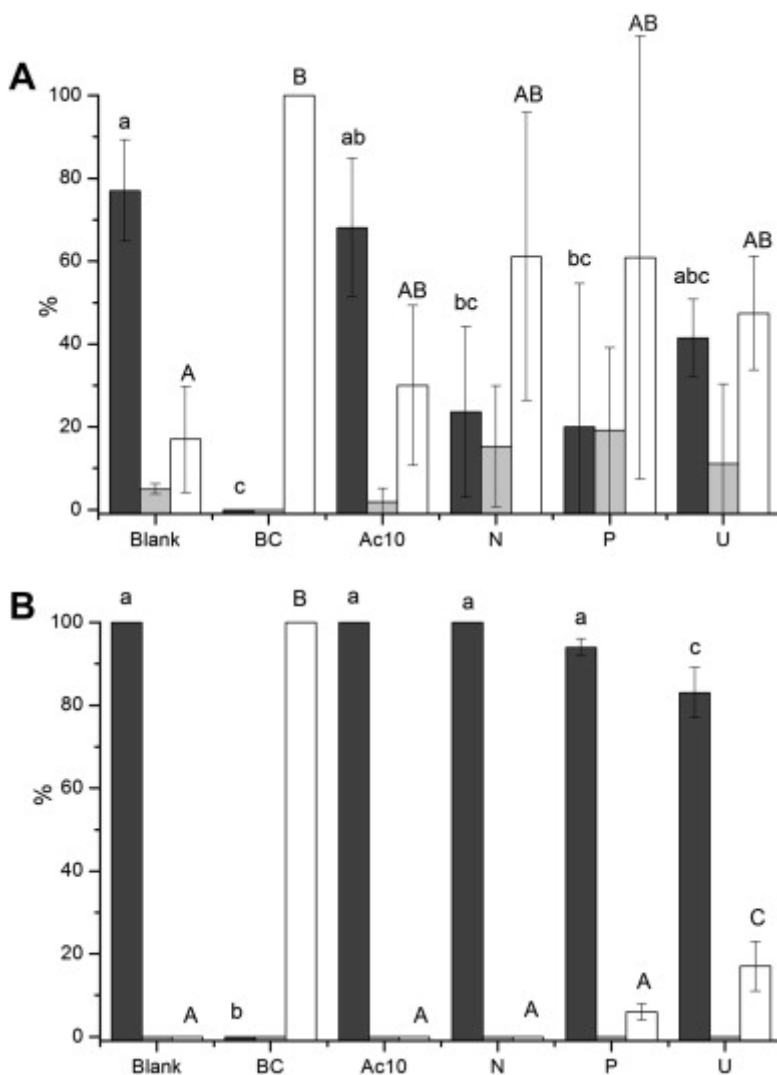 AB
A
B
100
a
ab
AB
80
abc
AB
60
bc
bc
AB
%
40
A
20
c
0
Blank BC Ac10 N P U
B
a B a a a
100
c
80
60
%
40
C
20
A A A A
b
0
Blank BC Ac10 N P U